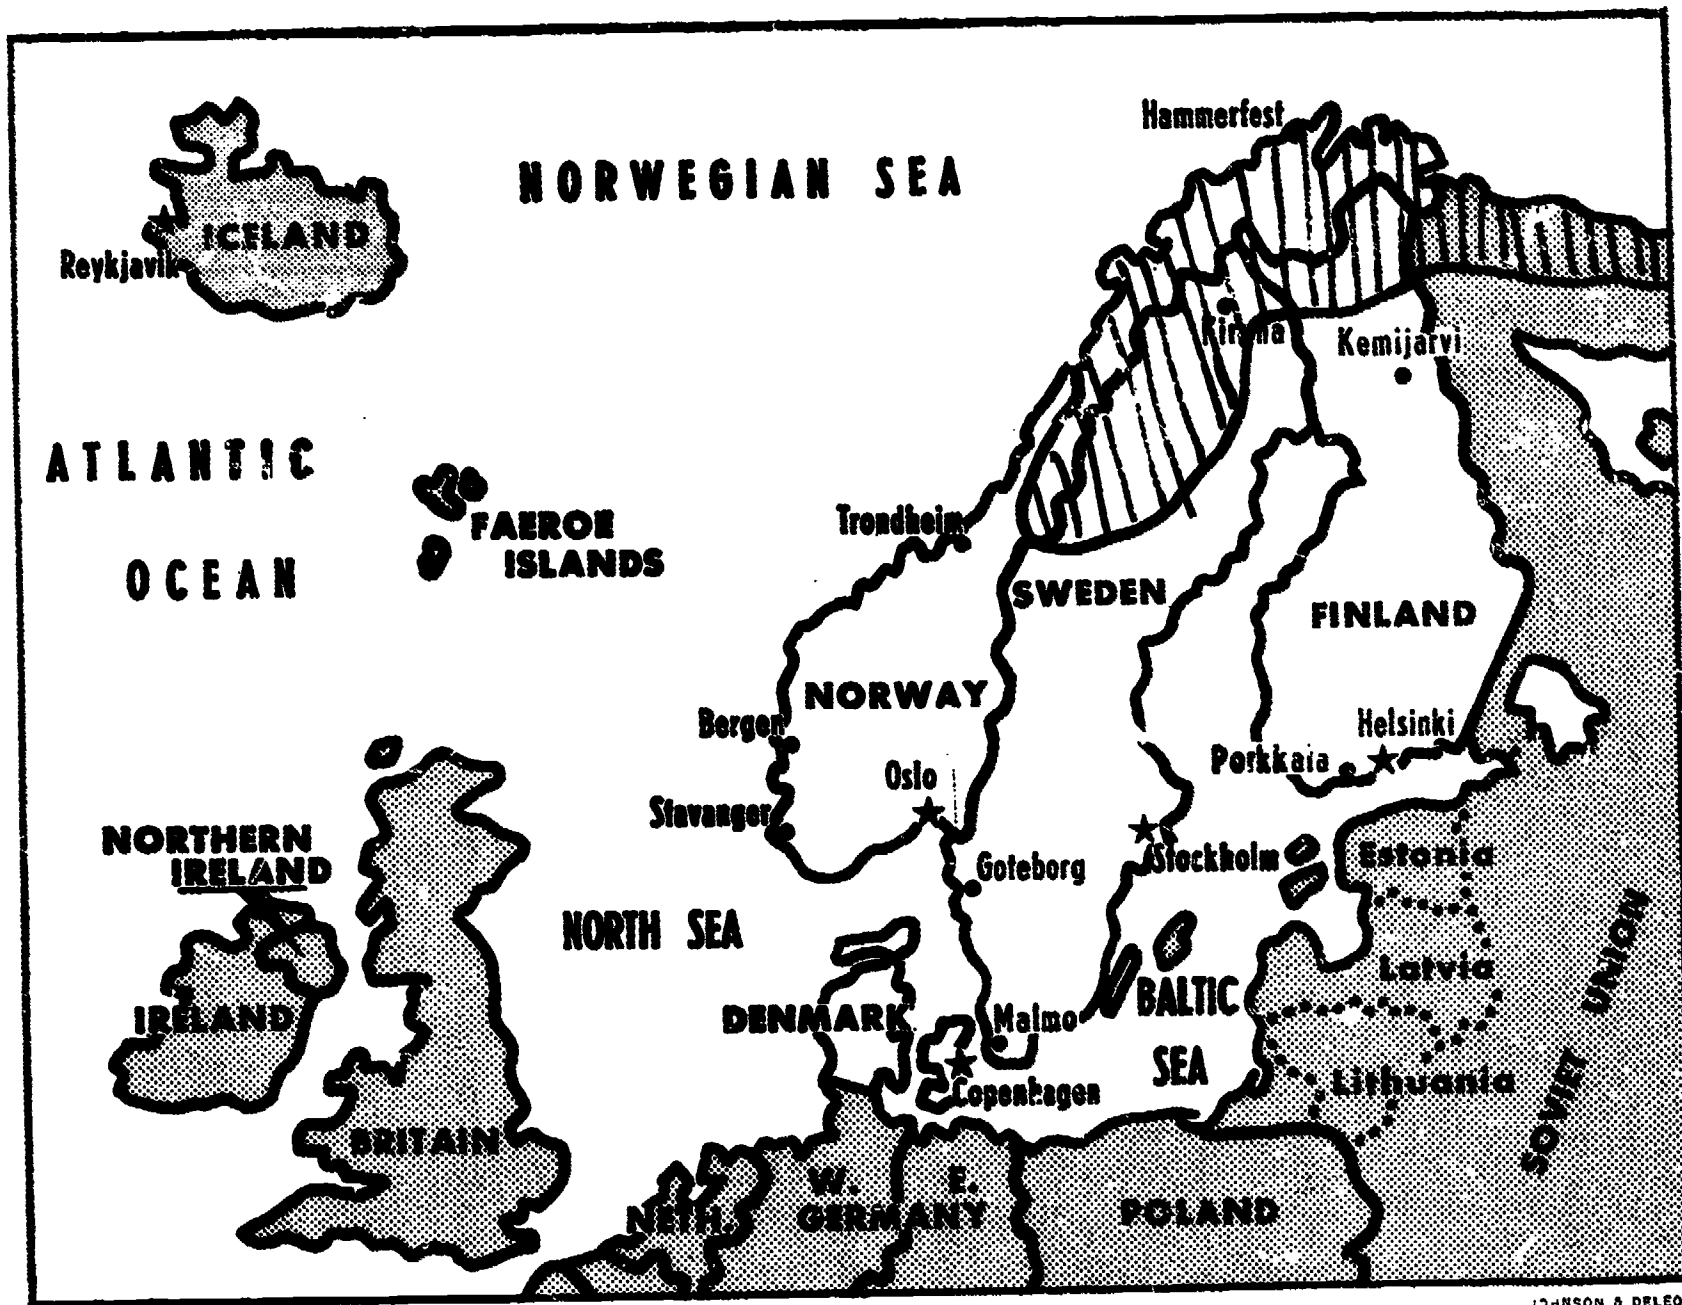 Hammerfest
NORWEGIAN SEA
ICELAND
Reykjavik
Kemijarvi
ATLANTIC
OCEAN
FAEROE
ISLANDS
Trondheim
SWEDEN
FINLAND
NORWAY
Bergen
Helsinki
Porkkala
Oslo
Stavanger
NORTHERN
IRELAND
Stockholm
Estonia
Goteborg
NORTH SEA
SOVIET UNION
Latvia
BALTIC
SEA
IRELAND
DENMARK
Malmo
Lithuania
Copenhagen
BRITAIN
W. E.
GERMANY
NETH.
POLAND